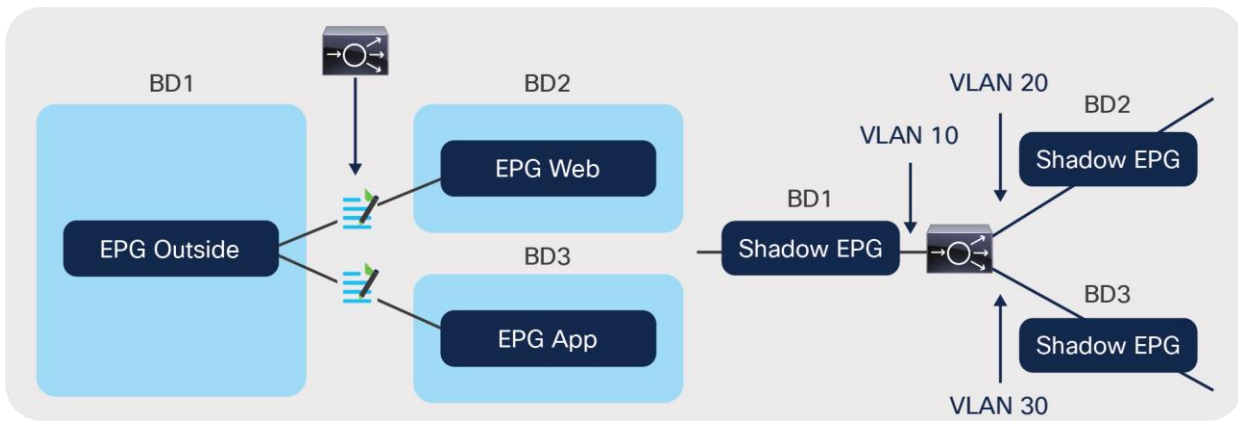 BD1
BD2
EPG Web
EPG Outside
BD3
EPG App
VLAN 20
BD2
VLAN 10
Shadow EPG
BD1
Shadow EPG
BD3
Shadow EPG
VLAN 30